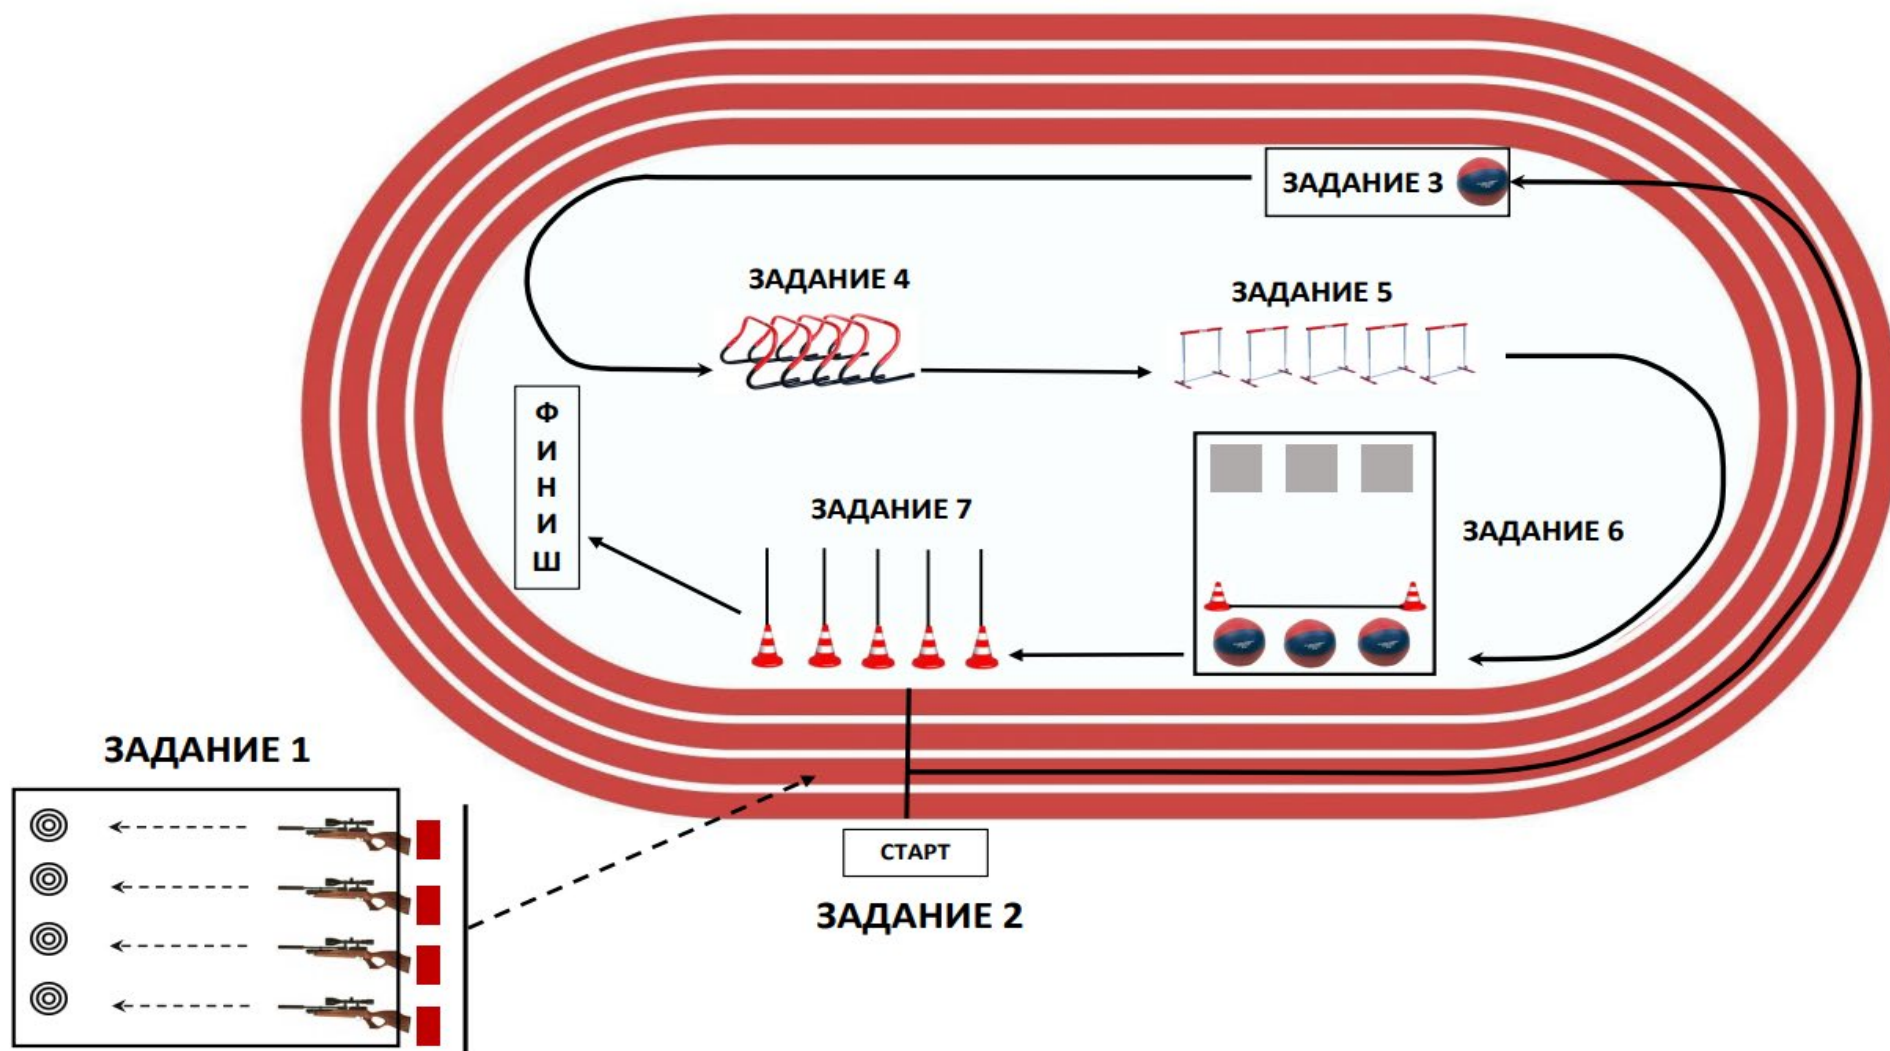 ЗАДАНИЕ 3
ЗАДАНИЕ 4
ЗАДАНИЕ 5
Ф
И
Н
И
Ш
ЗАДАНИЕ 7
ЗАДАНИЕ 6
ЗАДАНИЕ 1
СТАРТ
ЗАДАНИЕ 2